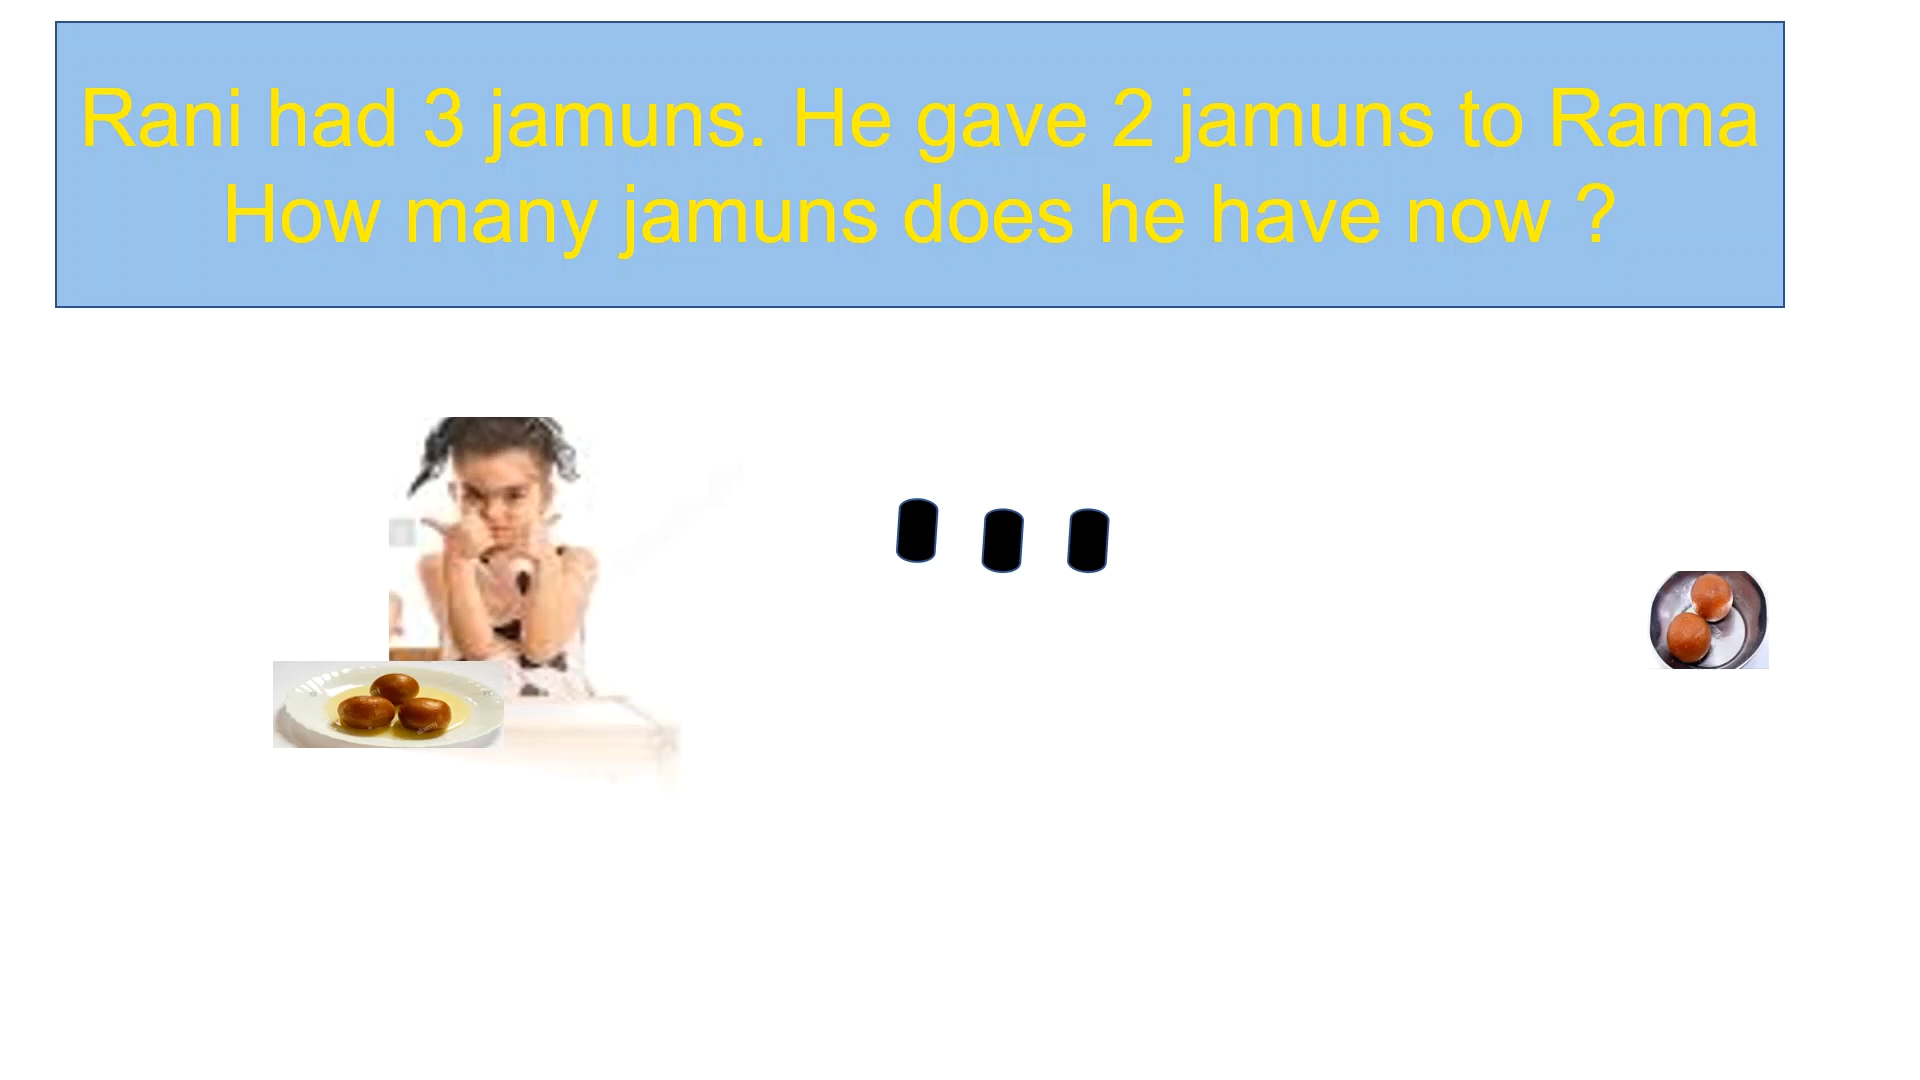 Rani had 3 jamuns. He gave 2 jamuns to Rama
How many jamuns does he have now ?